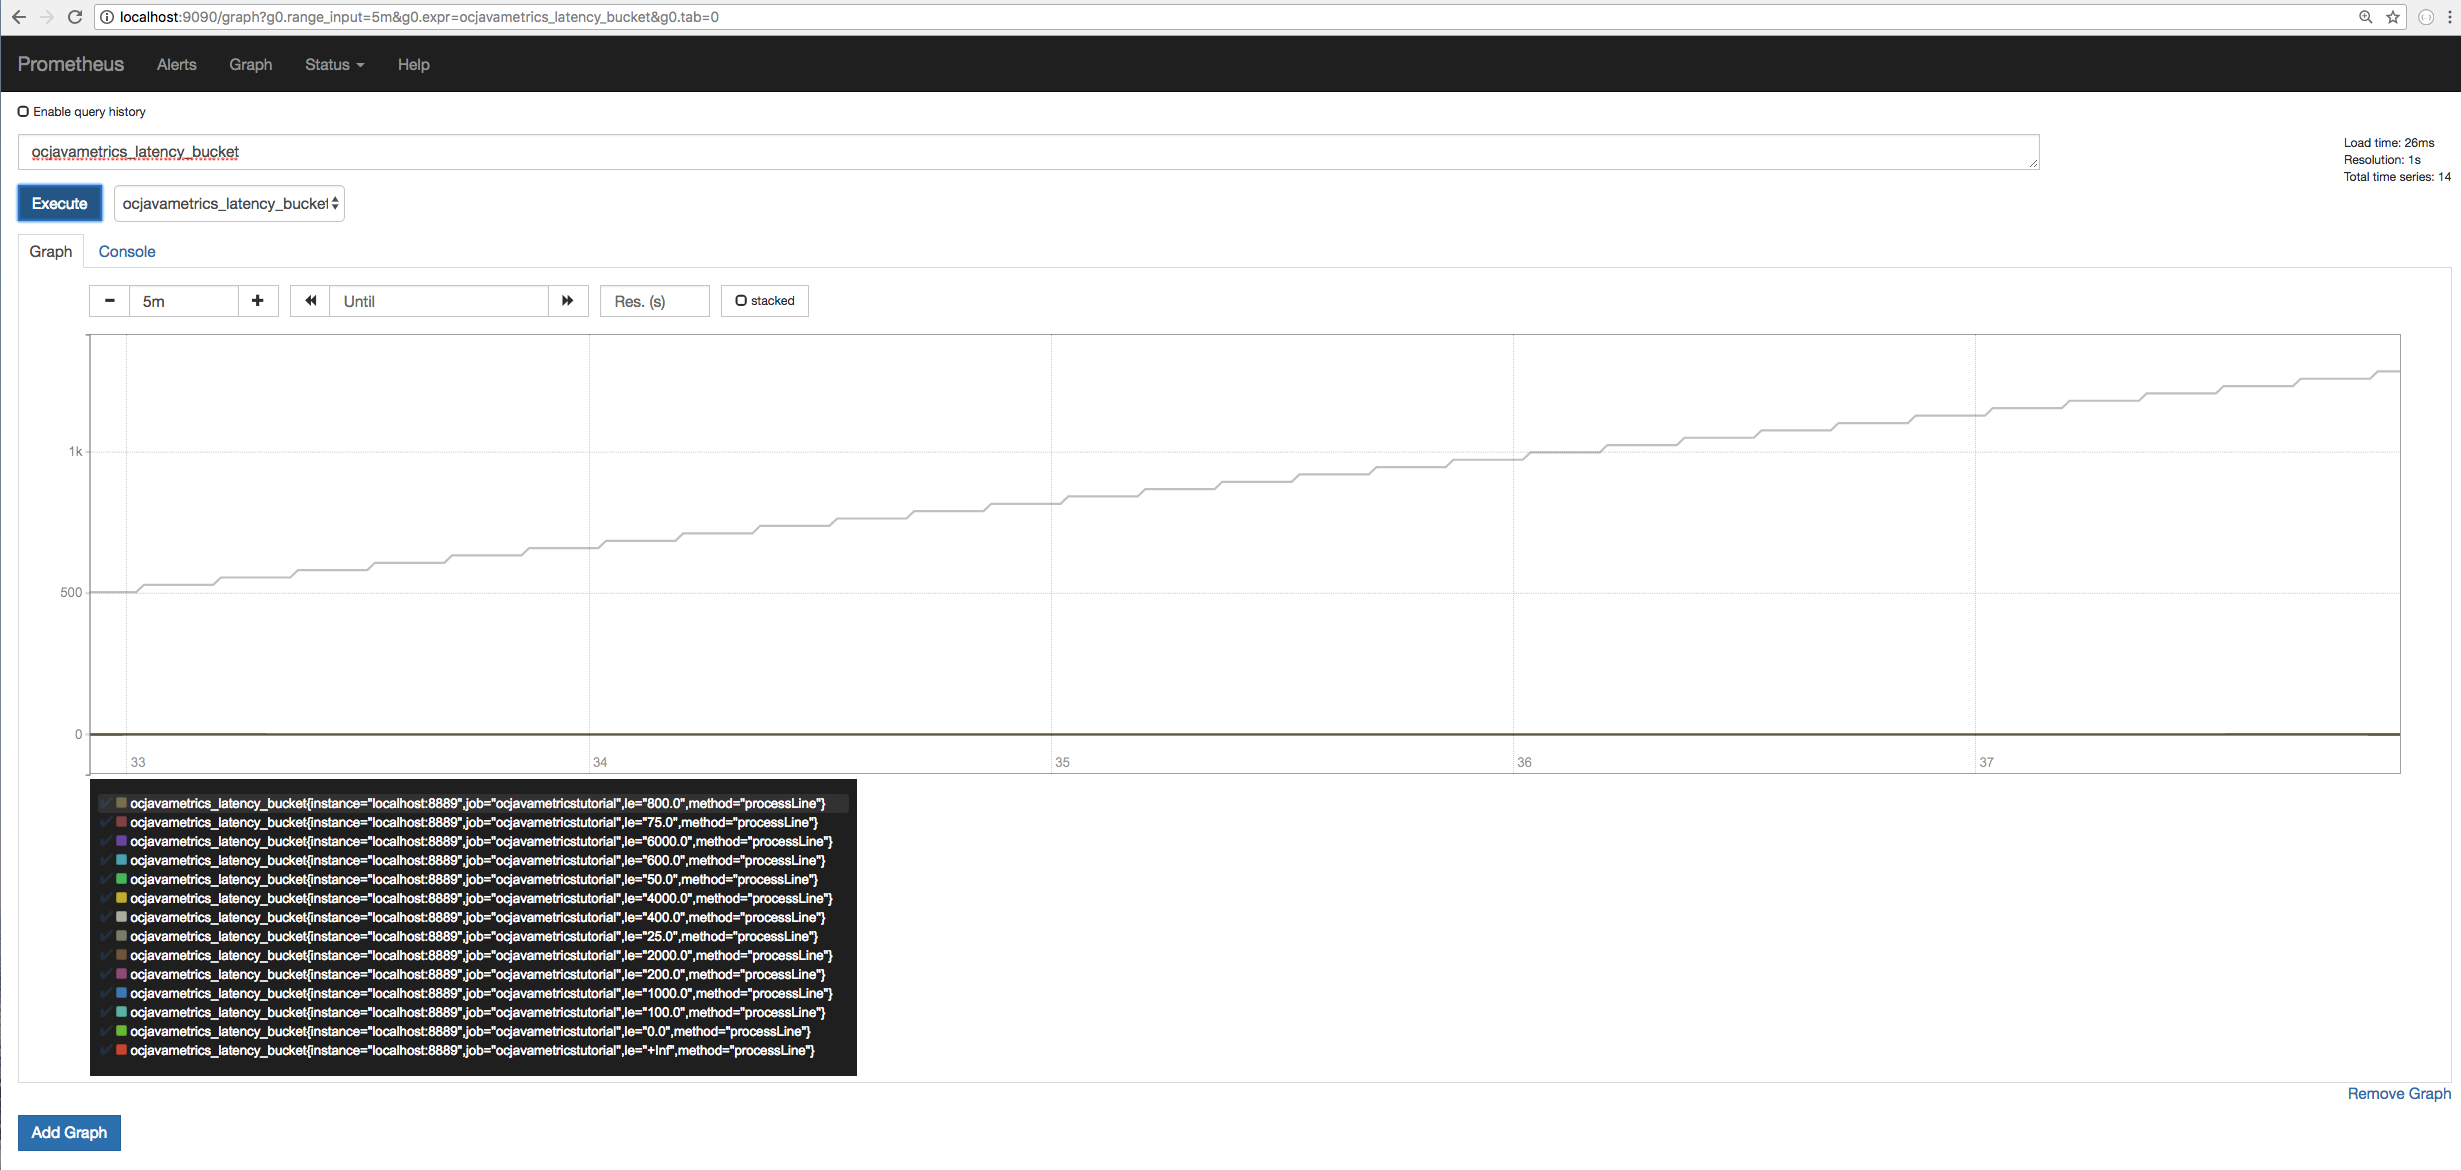 localhost:9090/graph?g0.range_input=5m&g0.expr=ocjavametrics_latency_bucket&g0.tab=0
Prometheus Alerts Graph Status Help
Enable query history
ocjavametrics_latency_bucket
Load time: 26ms
Resolution: 1s
Total time series: 14
Execute ocjavametrics_latency_bucket
Graph Console
− 5m + Until Res. (s) stacked
1k
500
0
33 34 35 36 37
ocjavametrics_latency_bucket{instance="localhost:8889",job="ocjavametricstutorial",le="800.0",method="processLine"}
ocjavametrics_latency_bucket{instance="localhost:8889",job="ocjavametricstutorial",le="75.0",method="processLine"}
ocjavametrics_latency_bucket{instance="localhost:8889",job="ocjavametricstutorial",le="6000.0",method="processLine"}
ocjavametrics_latency_bucket{instance="localhost:8889",job="ocjavametricstutorial",le="600.0",method="processLine"}
ocjavametrics_latency_bucket{instance="localhost:8889",job="ocjavametricstutorial",le="50.0",method="processLine"}
ocjavametrics_latency_bucket{instance="localhost:8889",job="ocjavametricstutorial",le="4000.0",method="processLine"}
ocjavametrics_latency_bucket{instance="localhost:8889",job="ocjavametricstutorial",le="400.0",method="processLine"}
ocjavametrics_latency_bucket{instance="localhost:8889",job="ocjavametricstutorial",le="25.0",method="processLine"}
ocjavametrics_latency_bucket{instance="localhost:8889",job="ocjavametricstutorial",le="2000.0",method="processLine"}
ocjavametrics_latency_bucket{instance="localhost:8889",job="ocjavametricstutorial",le="200.0",method="processLine"}
ocjavametrics_latency_bucket{instance="localhost:8889",job="ocjavametricstutorial",le="1000.0",method="processLine"}
ocjavametrics_latency_bucket{instance="localhost:8889",job="ocjavametricstutorial",le="100.0",method="processLine"}
ocjavametrics_latency_bucket{instance="localhost:8889",job="ocjavametricstutorial",le="0.0",method="processLine"}
ocjavametrics_latency_bucket{instance="localhost:8889",job="ocjavametricstutorial",le="+Inf",method="processLine"}
Remove Graph
Add Graph